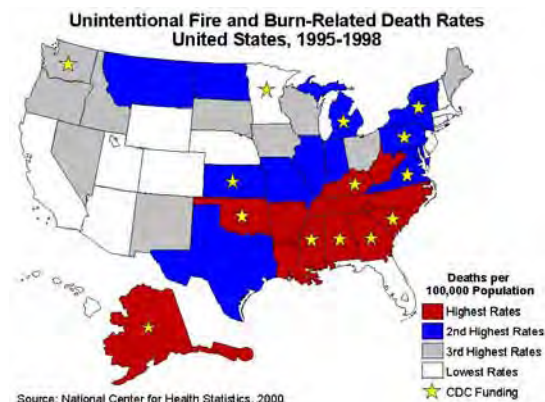 Unintentional Fire and Burn-Related Death Rates
United States, 1995-1998
Deaths per
100,000 Population
Highest Rates
2nd Highest Rates
3rd Highest Rates
Lowest Rates
CDC Funding
Source: National Center for Health Statistics, 2000